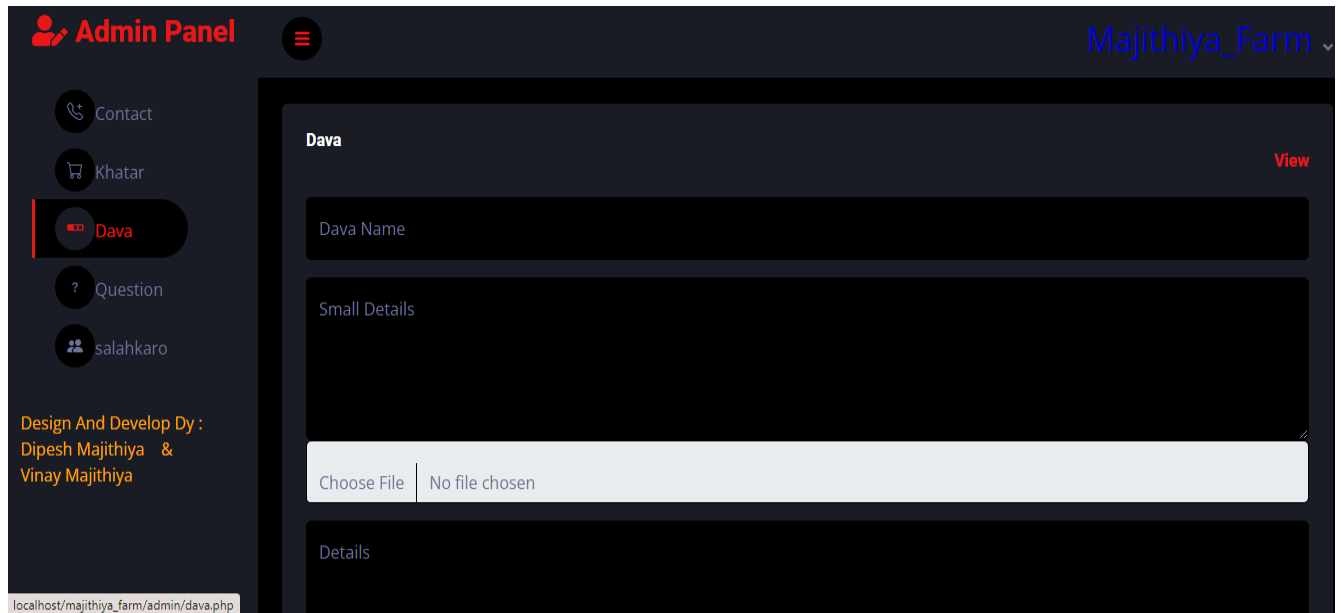 Admin Panel
Majithiya_Farm
Contact
Khatar
Dava
Question
salahkaro
Design And Develop Dy :
Dipesh Majithiya &
Vinay Majithiya
Dava
View
Dava Name
Small Details
Choose File No file chosen
Details
localhost/majithiya_farm/admin/dava.php